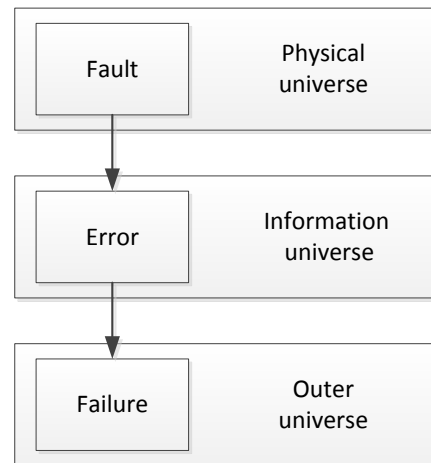 Fault
Physical
universe
Error
Information
universe
Failure
Outer
universe